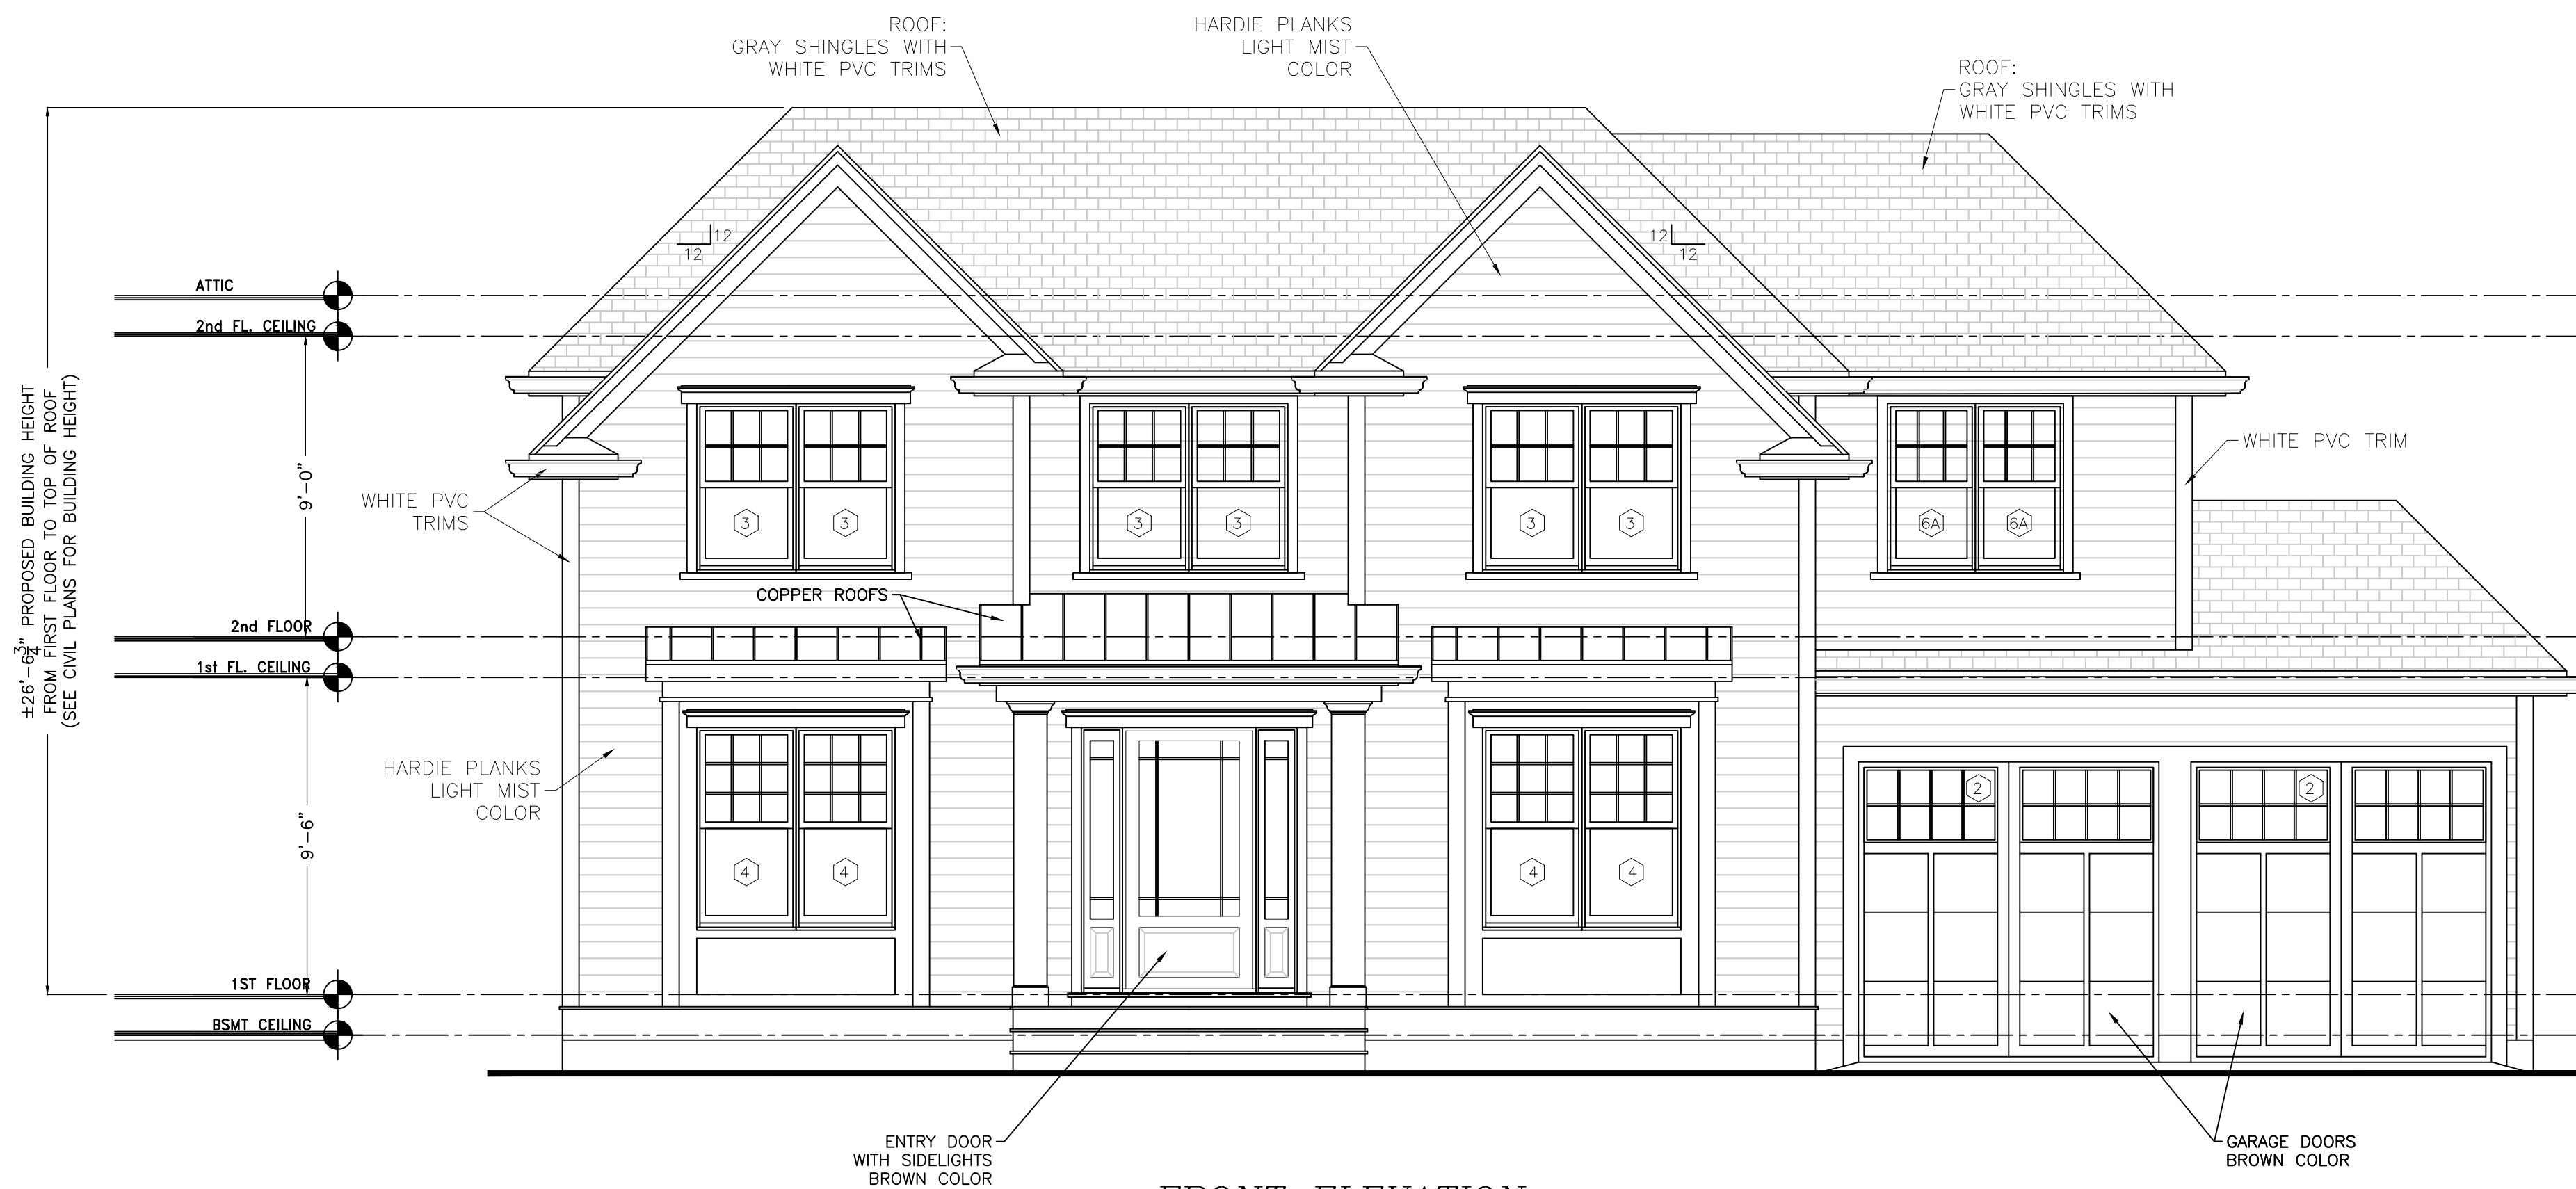 ROOF:
GRAY SHINGLES WITH
WHITE PVC TRIMS
HARDIE PLANKS
LIGHT MIST
COLOR
ROOF:
GRAY SHINGLES WITH
WHITE PVC TRIMS
12
12
12
12
ATTIC
2nd FL. CEILING
±26'-6 3/4" PROPOSED BUILDING HEIGHT
FROM FIRST FLOOR TO TOP OF ROOF
(SEE CIVIL PLANS FOR BUILDING HEIGHT)
9'-0"
WHITE PVC
TRIMS
WHITE PVC TRIM
3
3
3
3
3
3
6A
6A
COPPER ROOFS
2nd FLOOR
1st FL. CEILING
9'-6"
HARDIE PLANKS
LIGHT MIST
COLOR
2
2
4
4
4
4
1ST FLOOR
BSMT CEILING
ENTRY DOOR
WITH SIDELIGHTS
BROWN COLOR
GARAGE DOORS
BROWN COLOR
FRONT ELEVATION